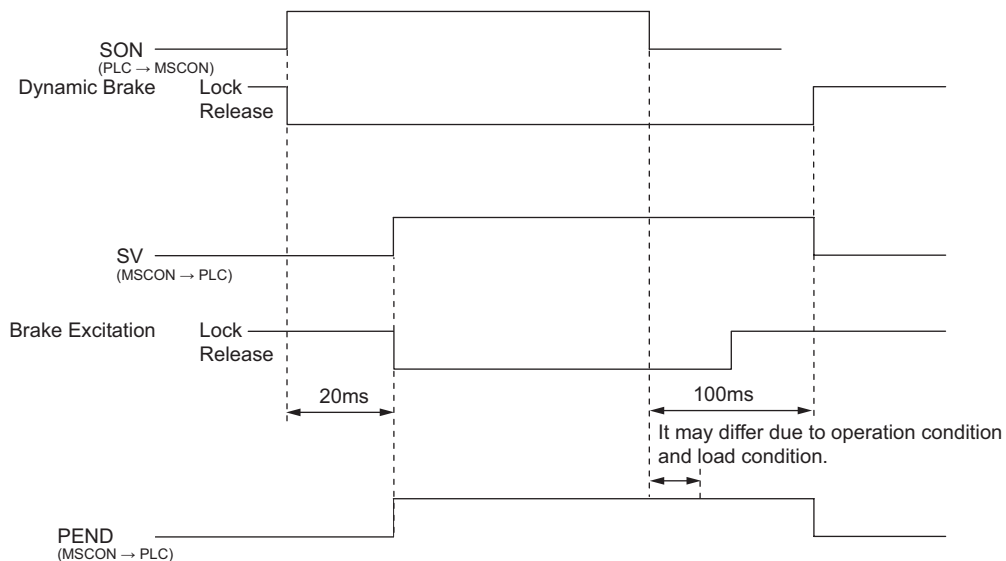 SON
(PLC → MSCON)
Dynamic Brake Lock
Release
SV
(MSCON → PLC)
Brake Excitation Lock
Release
20ms
100ms
It may differ due to operation condition
and load condition.
PEND
(MSCON → PLC)